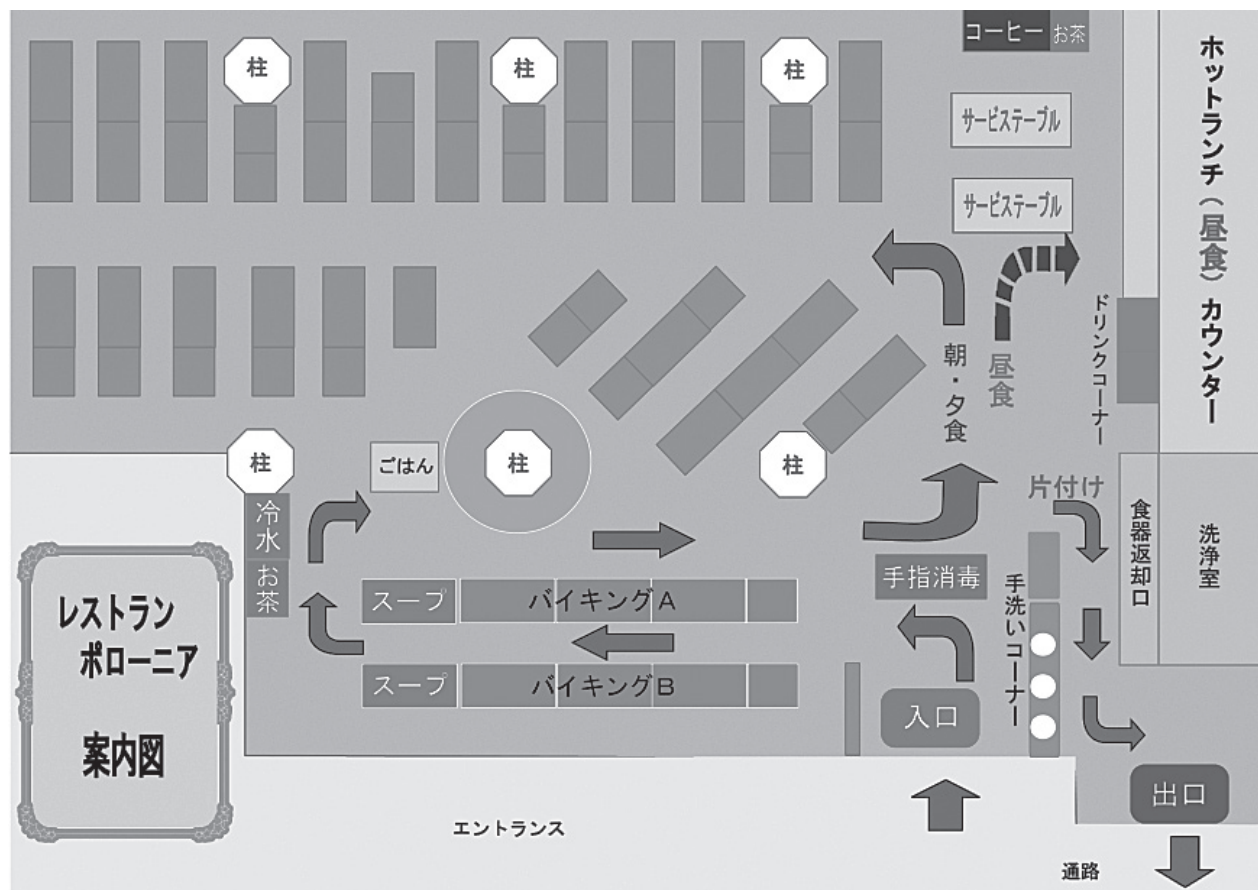 コーヒー
お茶
柱
柱
柱
サービステーブル
サービステーブル
ホットランチ（昼食）カウンター
ドリンクコーナー
朝・夕食
昼食
柱
ごはん
柱
柱
片付け
冷水
お茶
食器返却口
洗浄室
手指消毒
手洗いコーナー
スープ
バイキングA
スープ
バイキングB
レストラン
ポローニア
案内図
入口
出口
エントランス
通路